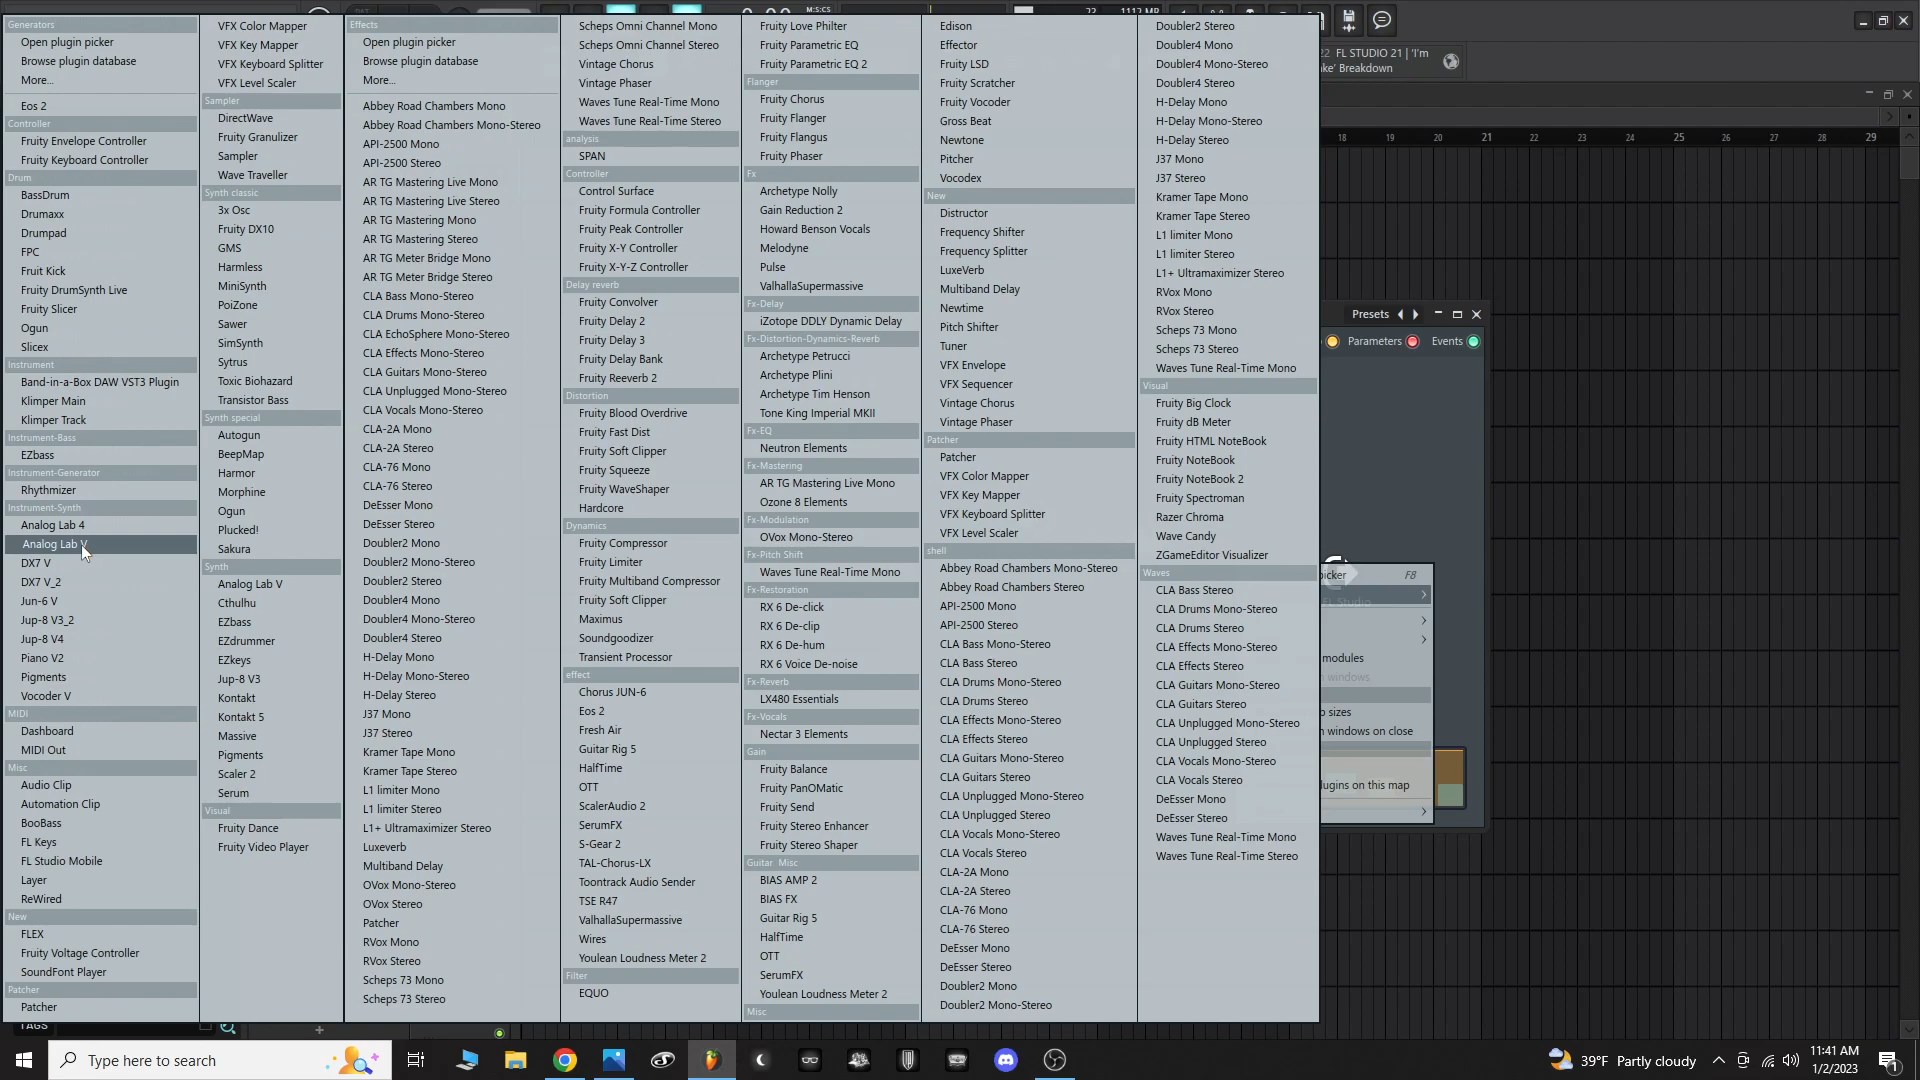 Generators
Open plugin picker
Browse plugin database
More...
Eos 2
Controller
Fruity Envelope Controller
Fruity Keyboard Controller
Drum
BassDrum
Drumaxx
Drumpad
FPC
Fruit Kick
Fruity DrumSynth Live
Fruity Slicer
Ogun
Slicex
Instrument
Band-in-a-Box DAW VST3 Plugin
Klimper Main
Klimper Track
Instrument-Bass
EZbass
Instrument-Generator
Rhythmizer
Instrument-Synth
Analog Lab 4
Analog Lab V
DX7 V
DX7 V_2
Jun-6 V
Jup-8 V3_2
Jup-8 V4
Piano V2
Pigments
Vocoder V
MIDI
Dashboard
MIDI Out
Misc
Audio Clip
Automation Clip
BooBass
FL Keys
FL Studio Mobile
Layer
ReWired
New
FLEX
Fruity Voltage Controller
SoundFont Player
Patcher
Patcher
VFX Color Mapper
VFX Key Mapper
VFX Keyboard Splitter
VFX Level Scaler
Sampler
DirectWave
Fruity Granulizer
Sampler
Wave Traveller
Synth classic
3x Osc
Fruity DX10
GMS
Harmless
MiniSynth
PoiZone
Sawer
SimSynth
Sytrus
Toxic Biohazard
Transistor Bass
Synth special
Autogun
BeepMap
Harmor
Morphine
Ogun
Plucked!
Sakura
Synth
Analog Lab V
Cthulhu
EZbass
EZdrummer
EZkeys
Jup-8 V3
Kontakt
Kontakt 5
Massive
Pigments
Scaler 2
Serum
Visual
Fruity Dance
Fruity Video Player
Effects
Open plugin picker
Browse plugin database
More...
Abbey Road Chambers Mono
Abbey Road Chambers Mono-Stereo
API-2500 Mono
API-2500 Stereo
AR TG Mastering Live Mono
AR TG Mastering Live Stereo
AR TG Mastering Mono
AR TG Mastering Stereo
AR TG Meter Bridge Mono
AR TG Meter Bridge Stereo
CLA Bass Mono-Stereo
CLA Drums Mono-Stereo
CLA EchoSphere Mono-Stereo
CLA Effects Mono-Stereo
CLA Guitars Mono-Stereo
CLA Unplugged Mono-Stereo
CLA Vocals Mono-Stereo
CLA-2A Mono
CLA-2A Stereo
CLA-76 Mono
CLA-76 Stereo
DeEsser Mono
DeEsser Stereo
Doubler2 Mono
Doubler2 Mono-Stereo
Doubler2 Stereo
Doubler4 Mono
Doubler4 Mono-Stereo
Doubler4 Stereo
H-Delay Mono
H-Delay Mono-Stereo
H-Delay Stereo
J37 Mono
J37 Stereo
Kramer Tape Mono
Kramer Tape Stereo
L1 limiter Mono
L1 limiter Stereo
L1+ Ultramaximizer Stereo
Luxeverb
Multiband Delay
OVox Mono-Stereo
OVox Stereo
Patcher
RVox Mono
RVox Stereo
Scheps 73 Mono
Scheps 73 Stereo
Scheps Omni Channel Mono
Scheps Omni Channel Stereo
Vintage Chorus
Vintage Phaser
Waves Tune Real-Time Mono
Waves Tune Real-Time Stereo
analysis
SPAN
Controller
Control Surface
Fruity Formula Controller
Fruity Peak Controller
Fruity X-Y Controller
Fruity X-Y-Z Controller
Delay reverb
Fruity Convolver
Fruity Delay 2
Fruity Delay 3
Fruity Delay Bank
Fruity Reeverb 2
Distortion
Fruity Blood Overdrive
Fruity Fast Dist
Fruity Soft Clipper
Fruity Squeeze
Fruity WaveShaper
Hardcore
Dynamics
Fruity Compressor
Fruity Limiter
Fruity Multiband Compressor
Fruity Soft Clipper
Maximus
Soundgoodizer
Transient Processor
effect
Chorus JUN-6
Eos 2
Fresh Air
Guitar Rig 5
HalfTime
OTT
ScalerAudio 2
SerumFX
S-Gear 2
TAL-Chorus-LX
Toontrack Audio Sender
TSE R47
ValhallaSupermassive
Wires
Youlean Loudness Meter 2
Filter
EQUO
Fruity Love Philter
Fruity Parametric EQ
Fruity Parametric EQ 2
Flanger
Fruity Chorus
Fruity Flanger
Fruity Flangus
Fruity Phaser
Fx
Archetype Nolly
Gain Reduction 2
Howard Benson Vocals
Melodyne
Pulse
ValhallaSupermassive
Fx-Delay
iZotope DDLY Dynamic Delay
Fx-Distortion-Dynamics-Reverb
Archetype Petrucci
Archetype Plini
Archetype Tim Henson
Tone King Imperial MKII
Fx-EQ
Neutron Elements
Fx-Mastering
AR TG Mastering Live Mono
Ozone 8 Elements
Fx-Modulation
OVox Mono-Stereo
Fx-Pitch Shift
Waves Tune Real-Time Mono
Fx-Restoration
RX 6 De-click
RX 6 De-clip
RX 6 De-hum
RX 6 Voice De-noise
Fx-Reverb
LX480 Essentials
Fx-Vocals
Nectar 3 Elements
Gain
Fruity Balance
Fruity PanOMatic
Fruity Send
Fruity Stereo Enhancer
Fruity Stereo Shaper
Guitar Misc
BIAS AMP 2
BIAS FX
Guitar Rig 5
HalfTime
OTT
SerumFX
Youlean Loudness Meter 2
Misc
Edison
Effector
Fruity LSD
Fruity Scratcher
Fruity Vocoder
Gross Beat
Newtone
Pitcher
Vocodex
New
Distructor
Frequency Shifter
Frequency Splitter
LuxeVerb
Multiband Delay
Newtime
Pitch Shifter
Tuner
VFX Envelope
VFX Sequencer
Vintage Chorus
Vintage Phaser
Patcher
Patcher
VFX Color Mapper
VFX Key Mapper
VFX Keyboard Splitter
VFX Level Scaler
shell
Abbey Road Chambers Mono-Stereo
Abbey Road Chambers Stereo
API-2500 Mono
API-2500 Stereo
CLA Bass Mono-Stereo
CLA Bass Stereo
CLA Drums Mono-Stereo
CLA Drums Stereo
CLA Effects Mono-Stereo
CLA Effects Stereo
CLA Guitars Mono-Stereo
CLA Guitars Stereo
CLA Unplugged Mono-Stereo
CLA Unplugged Stereo
CLA Vocals Mono-Stereo
CLA Vocals Stereo
CLA-2A Mono
CLA-2A Stereo
CLA-76 Mono
CLA-76 Stereo
DeEsser Mono
DeEsser Stereo
Doubler2 Mono
Doubler2 Mono-Stereo
Doubler2 Stereo
Doubler4 Mono
Doubler4 Mono-Stereo
Doubler4 Stereo
H-Delay Mono
H-Delay Mono-Stereo
H-Delay Stereo
J37 Mono
J37 Stereo
Kramer Tape Mono
Kramer Tape Stereo
L1 limiter Mono
L1 limiter Stereo
L1+ Ultramaximizer Stereo
RVox Mono
RVox Stereo
Scheps 73 Mono
Scheps 73 Stereo
Waves Tune Real-Time Mono
Visual
Fruity Big Clock
Fruity dB Meter
Fruity HTML NoteBook
Fruity NoteBook
Fruity NoteBook 2
Fruity Spectroman
Razer Chroma
Wave Candy
ZGameEditor Visualizer
Waves
CLA Bass Stereo
CLA Drums Mono-Stereo
CLA Drums Stereo
CLA Effects Mono-Stereo
CLA Effects Stereo
CLA Guitars Mono-Stereo
CLA Guitars Stereo
CLA Unplugged Mono-Stereo
CLA Unplugged Stereo
CLA Vocals Mono-Stereo
CLA Vocals Stereo
DeEsser Mono
DeEsser Stereo
Waves Tune Real-Time Mono
Waves Tune Real-Time Stereo
M:S:CS
23
1112 MB
22 FL STUDIO 21 | 'I'm
ke' Breakdown
18 19 20 21 22 23 24 25 26 27 28 29
Presets
Parameters Events
picker F8
FL Studio
modules
windows
sizes
windows on close
lugins on this map
TAGS
Type here to search
39°F Partly cloudy
11:41 AM
1/2/2023
1